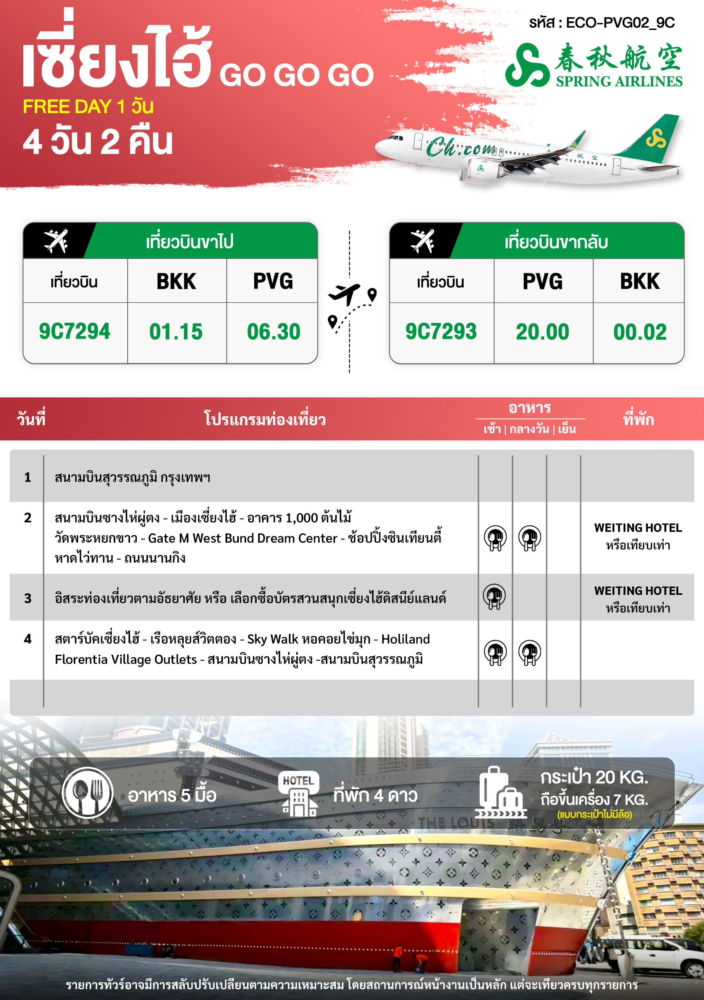 รหัส : ECO-PVG02_9C
เซี่ยงไฮ้ GO GO GO
春秋航空
SPRING AIRLINES
FREE DAY 1 วัน
4 วัน 2 คืน
Ch.com
เที่ยวบินขาไป
เที่ยวบิน BKK PVG
9C7294 01.15 06.30
เที่ยวบินขากลับ
เที่ยวบิน PVG BKK
9C7293 20.00 00.02
วันที่ โปรแกรมท่องเที่ยว อาหาร ที่พัก
เช้า | กลางวัน | เย็น
1 สนามบินสุวรรณภูมิ กรุงเทพฯ
2 สนามบินซางไห่ผู่ตง - เมืองเซี่ยงไฮ้ - อาคาร 1,000 ต้นไม้
วัดพระหยกขาว - Gate M West Bund Dream Center - ช้อปปิ้งซินเทียนตี้
หาดไว่ทาน - ถนนนานกิง
WEITING HOTEL
หรือเทียบเท่า
3 อิสระท่องเที่ยวตามอัธยาศัย หรือ เลือกซื้อบัตรสวนสนุกเซี่ยงไฮ้ดิสนีย์แลนด์
WEITING HOTEL
หรือเทียบเท่า
4 สตาร์บัคเซี่ยงไฮ้ - เรือหลุยส์วิตตอง - Sky Walk หอคอยไข่มุก - Holiland
Florentia Village Outlets - สนามบินซางไห่ผู่ตง -สนามบินสุวรรณภูมิ
อาหาร 5 มื้อ
HOTEL
ที่พัก 4 ดาว
กระเป๋า 20 KG.
ถือขึ้นเครื่อง 7 KG.
(แบบกระเป๋าไม่มีล้อ)
THE LOUIS 路易号
รายการทัวร์อาจมีการสลับปรับเปลี่ยนตามความเหมาะสม โดยสถานการณ์หน้างานเป็นหลัก แต่จะเทียวครบทุกรายการ